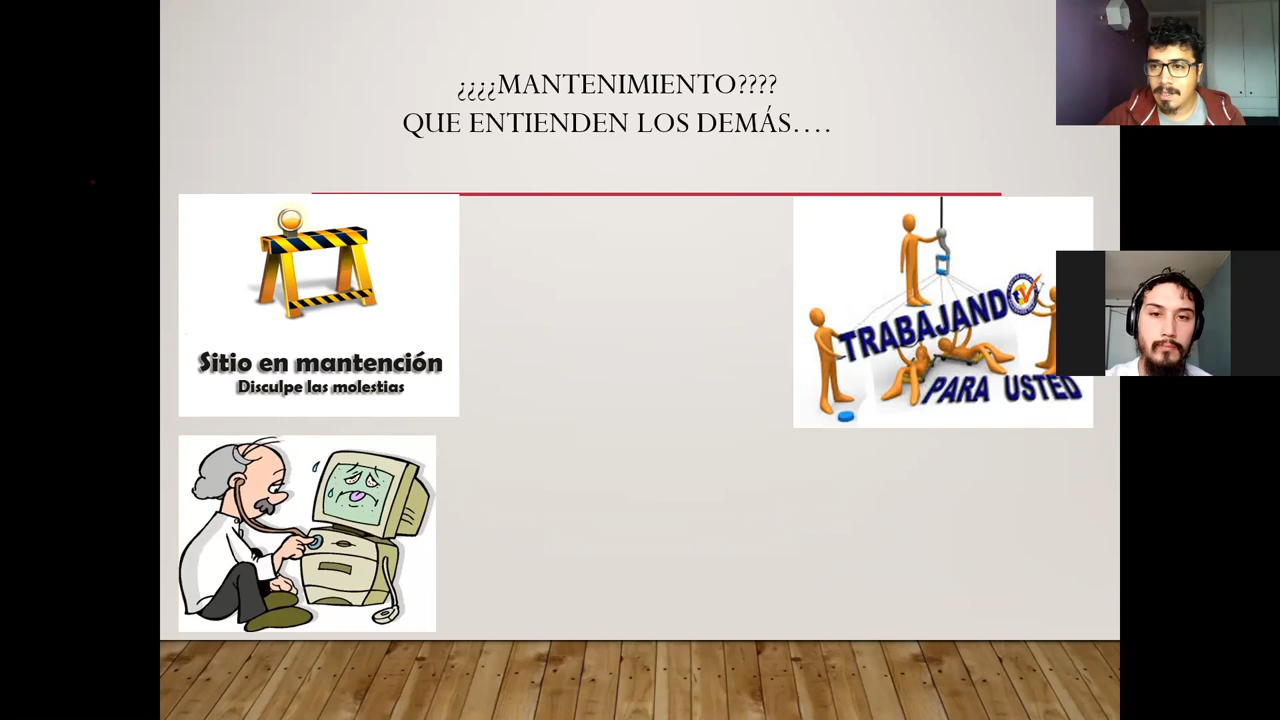 ¿¿¿¿MANTENIMIENTO????
QUE ENTIENDEN LOS DEMÁS….
Sitio en mantención
Disculpe las molestias
TRABAJANDO
PARA USTED